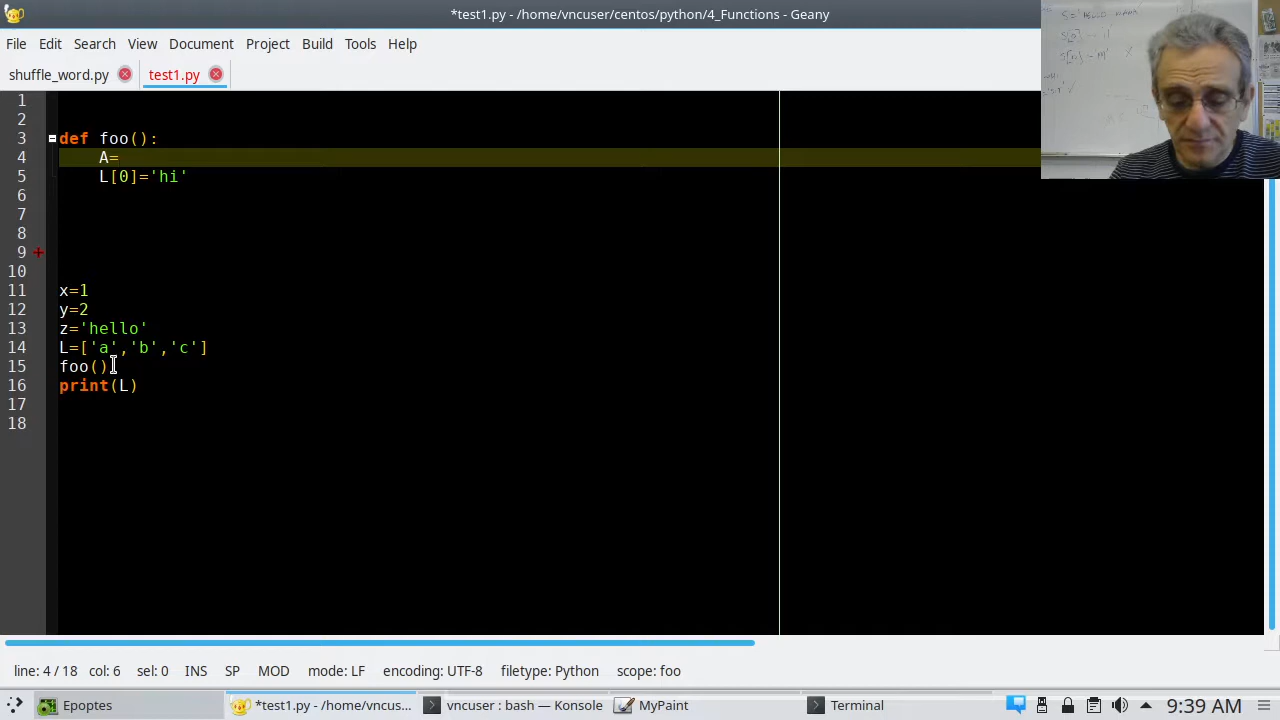 *test1.py - /home/vncuser/centos/python/4_Functions - Geany
File Edit Search View Document Project Build Tools Help
shuffle_word.py test1.py
1
2
3 def foo():
4 A=
5 L[0]='hi'
6
7
8
9
10
11 x=1
12 y=2
13 z='hello'
14 L=['a','b','c']
15 foo()
16 print(L)
17
18
line: 4 / 18 col: 6 sel: 0 INS SP MOD mode: LF encoding: UTF-8 filetype: Python scope: foo
Epoptes *test1.py - /home/vncus... vncuser : bash — Konsole MyPaint Terminal 9:39 AM